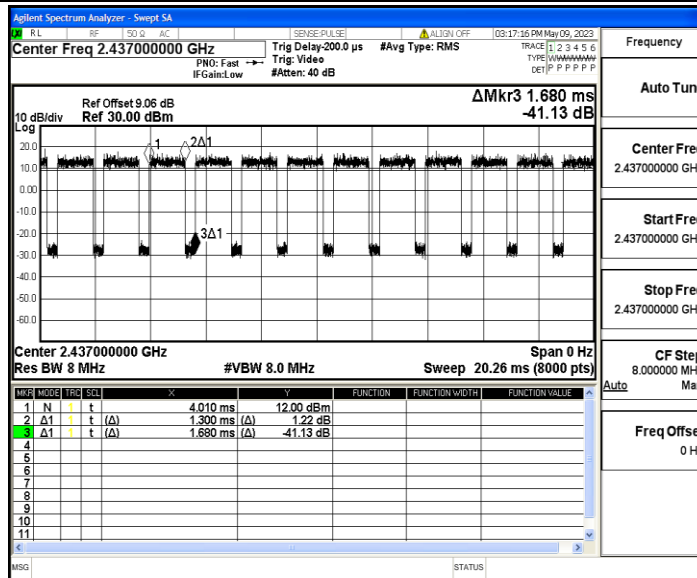 Agilent Spectrum Analyzer - Swept SA
RL RF 50 Ω AC SENSE:PULSE ALIGN OFF 03:17:16 PM May 09, 2023
Center Freq 2.437000000 GHz
PNO: Fast
IFGain:Low
Trig Delay-200.0 µs
Trig: Video
#Atten: 40 dB
#Avg Type: RMS
TRACE 1 2 3 4 5 6
TYPE
DET P P P P P P
ΔMkr3 1.680 ms
-41.13 dB
Ref Offset 9.06 dB
10 dB/div Ref 30.00 dBm
Log
20.0
10.0
0.00
-10.0
-20.0
-30.0
-40.0
-50.0
-60.0
1
2Δ1
3Δ1
Center 2.437000000 GHz Span 0 Hz
Res BW 8 MHz #VBW 8.0 MHz Sweep 20.26 ms (8000 pts)
MKR MODE TRC SCL X Y FUNCTION FUNCTION WIDTH FUNCTION VALUE
1 N 1 t 4.010 ms 12.00 dBm
2 Δ1 1 t (Δ) 1.300 ms (Δ) 1.22 dB
3 Δ1 1 t (Δ) 1.680 ms (Δ) -41.13 dB
4
5
6
7
8
9
10
11
MSG STATUS
Frequency
Auto Tun
Center Fre
2.437000000 GH
Start Fre
2.437000000 GH
Stop Fre
2.437000000 GH
CF Step
8.000000 MH
Auto Ma
Freq Offse
0 H